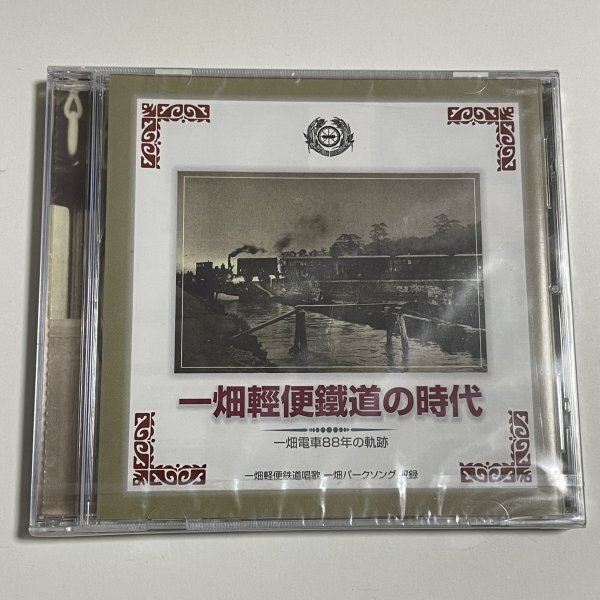 一畑輕便鐵道の時代
一畑電車88年の軌跡
一畑軽便鉄道唱歌 一畑パークソング 収録